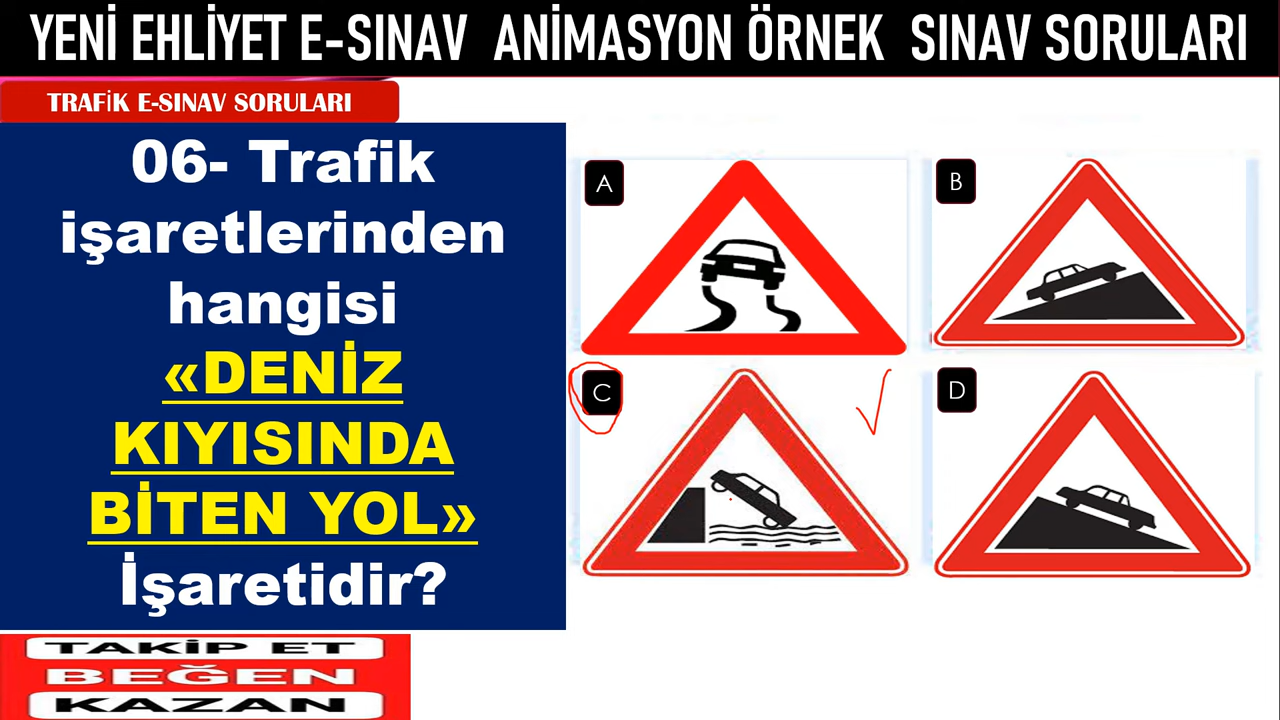 YENİ EHLİYET E-SINAV ANİMASYON ÖRNEK SINAV SORULARI
TRAFİK E-SINAV SORULARI
06- Trafik
işaretlerinden
hangisi
«DENİZ
KIYISINDA
BİTEN YOL»
İşaretidir?
A
B
C
D
TAKİP ET
BEĞEN
KAZAN